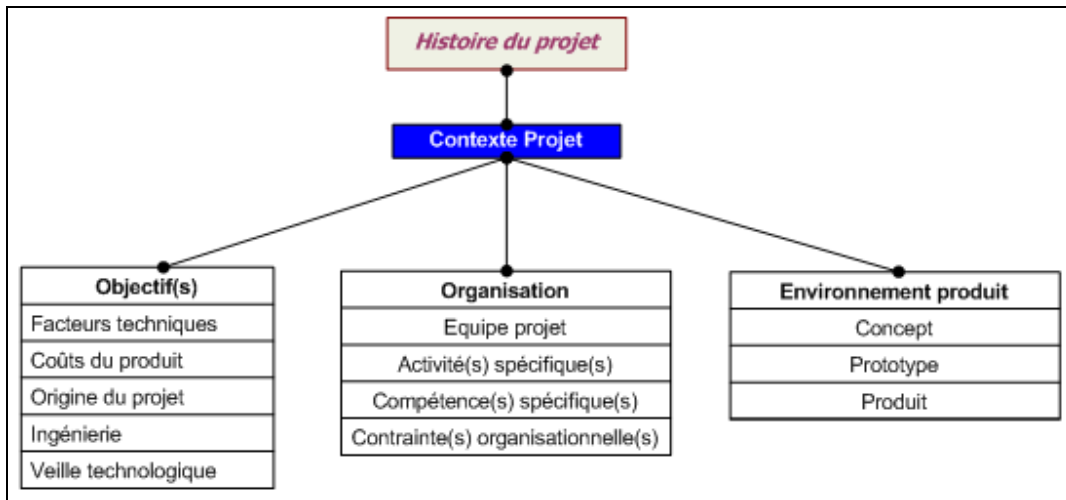 Histoire du projet
Contexte Projet
Objectif(s)
Facteurs techniques
Coûts du produit
Origine du projet
Ingénierie
Veille technologique
Organisation
Equipe projet
Activité(s) spécifique(s)
Compétence(s) spécifique(s)
Contrainte(s) organisationnelle(s)
Environnement produit
Concept
Prototype
Produit